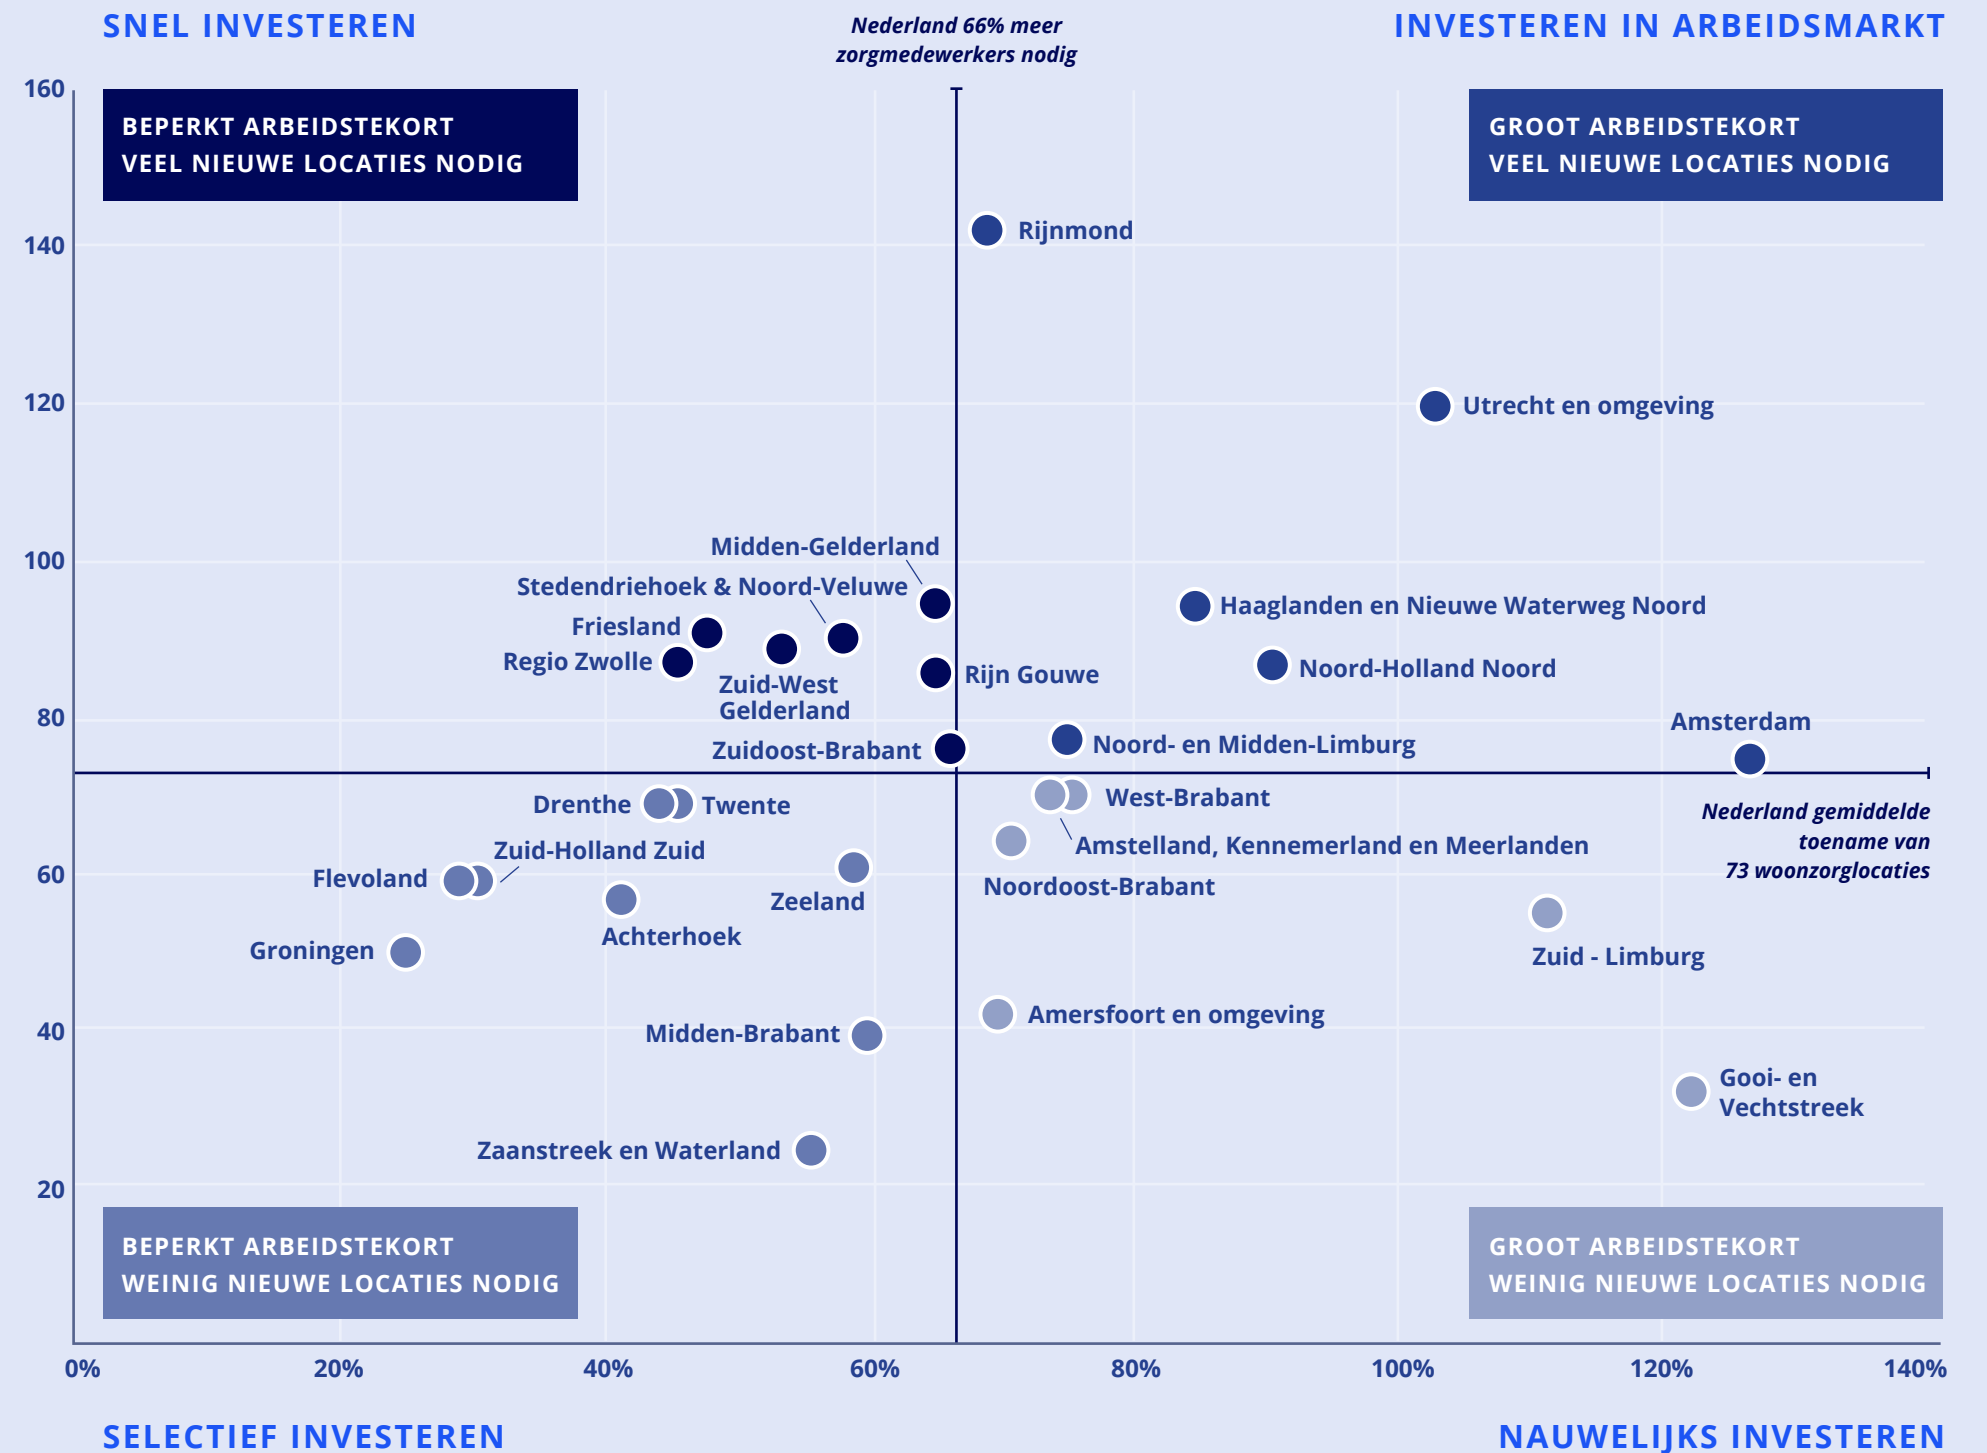 SNEL INVESTEREN
Nederland 66% meer
zorgmedewerkers nodig
INVESTEREN IN ARBEIDSMARKT
160
BEPERKT ARBEIDSTEKORT
VEEL NIEUWE LOCATIES NODIG
GROOT ARBEIDSTEKORT
VEEL NIEUWE LOCATIES NODIG
Rijnmond
140
120
Utrecht en omgeving
100
Midden-Gelderland
Stedendriehoek & Noord-Veluwe
Haaglanden en Nieuwe Waterweg Noord
Friesland
Regio Zwolle
Noord-Holland Noord
Rijn Gouwe
Zuid-West
Gelderland
80
Amsterdam
Noord- en Midden-Limburg
Zuidoost-Brabant
West-Brabant
Drenthe
Twente
Nederland gemiddelde
toename van
73 woonzorglocaties
Amstelland, Kennemerland en Meerlanden
Zuid-Holland Zuid
60
Flevoland
Noordoost-Brabant
Zeeland
Achterhoek
Groningen
Zuid - Limburg
Amersfoort en omgeving
40
Midden-Brabant
Gooi- en
Vechtstreek
Zaanstreek en Waterland
20
BEPERKT ARBEIDSTEKORT
WEINIG NIEUWE LOCATIES NODIG
GROOT ARBEIDSTEKORT
WEINIG NIEUWE LOCATIES NODIG
0% 20% 40% 60% 80% 100% 120% 140%
SELECTIEF INVESTEREN
NAUWELIJKS INVESTEREN